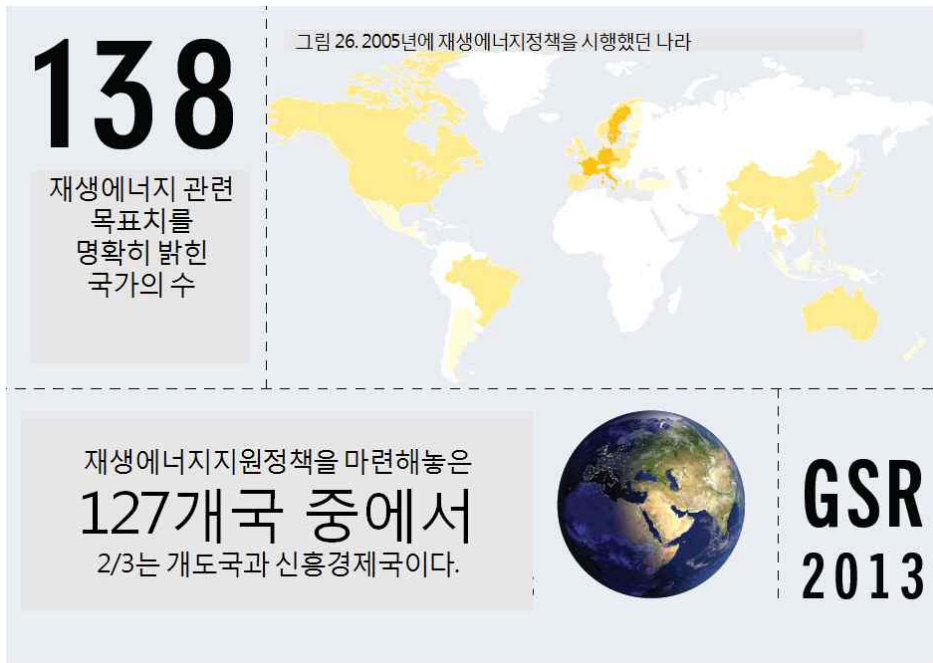 138
재생에너지 관련
목표치를
명확히 밝힌
국가의 수
그림 26. 2005년에 재생에너지정책을 시행했던 나라
재생에너지지원정책을 마련해놓은
127개국 중에서
2/3는 개도국과 신흥경제국이다.
GSR
2013